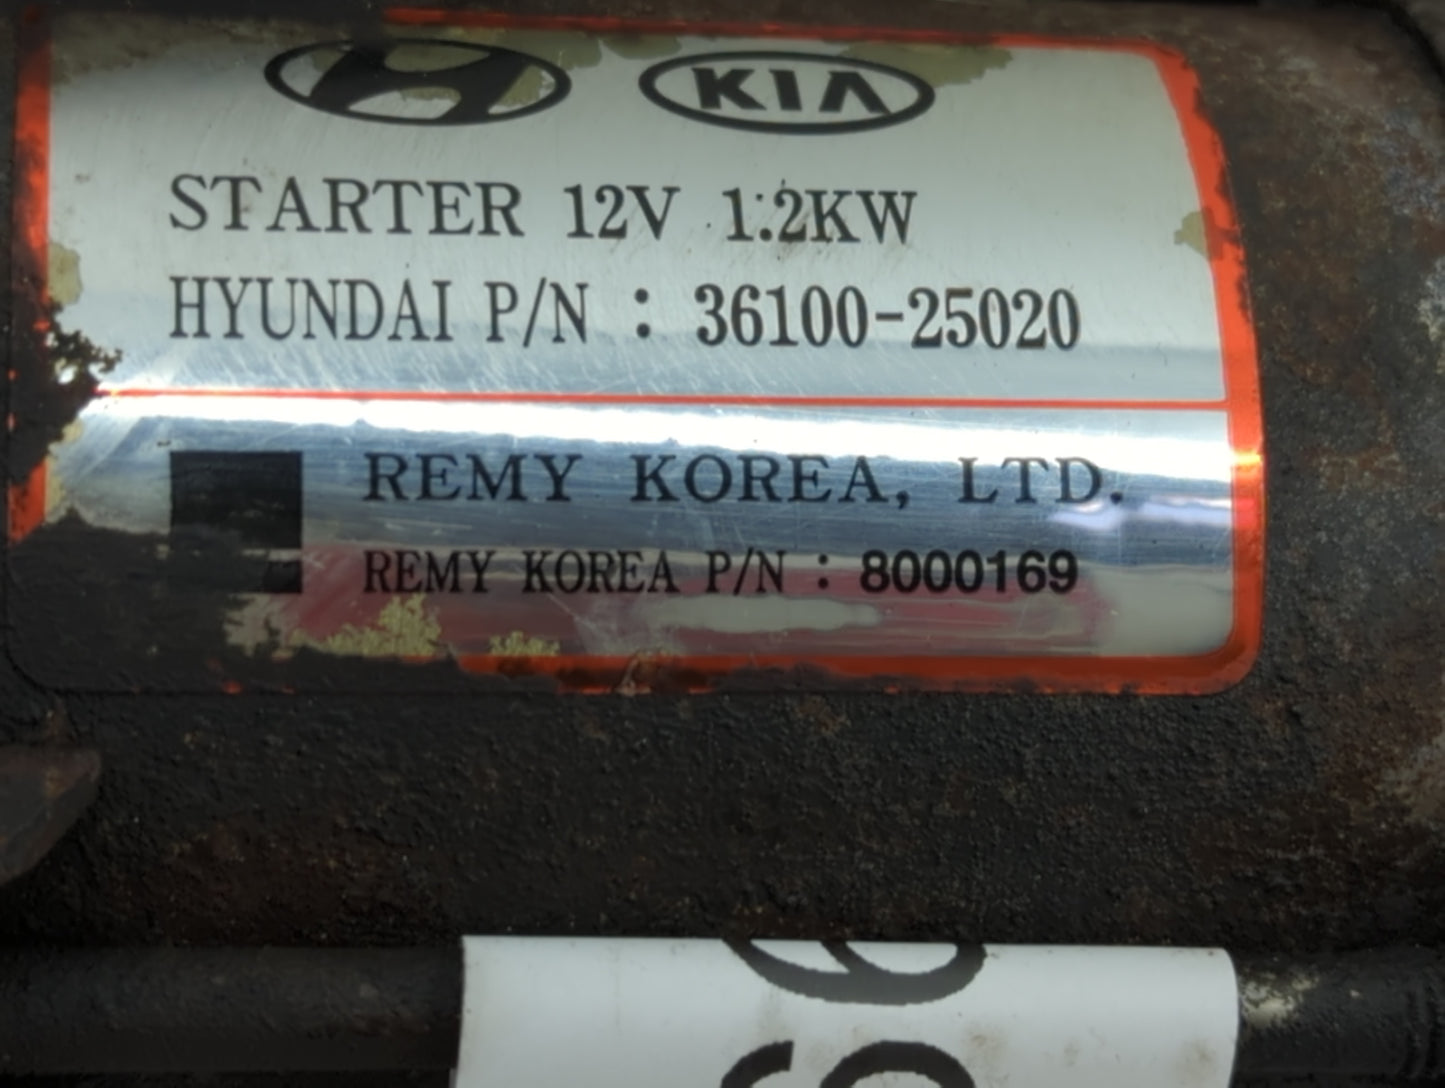 KIA
STARTER 12V 1.2KW
HYUNDAI P/N : 36100-25020
REMY KOREA, LTD.
REMY KOREA P/N : 8000169